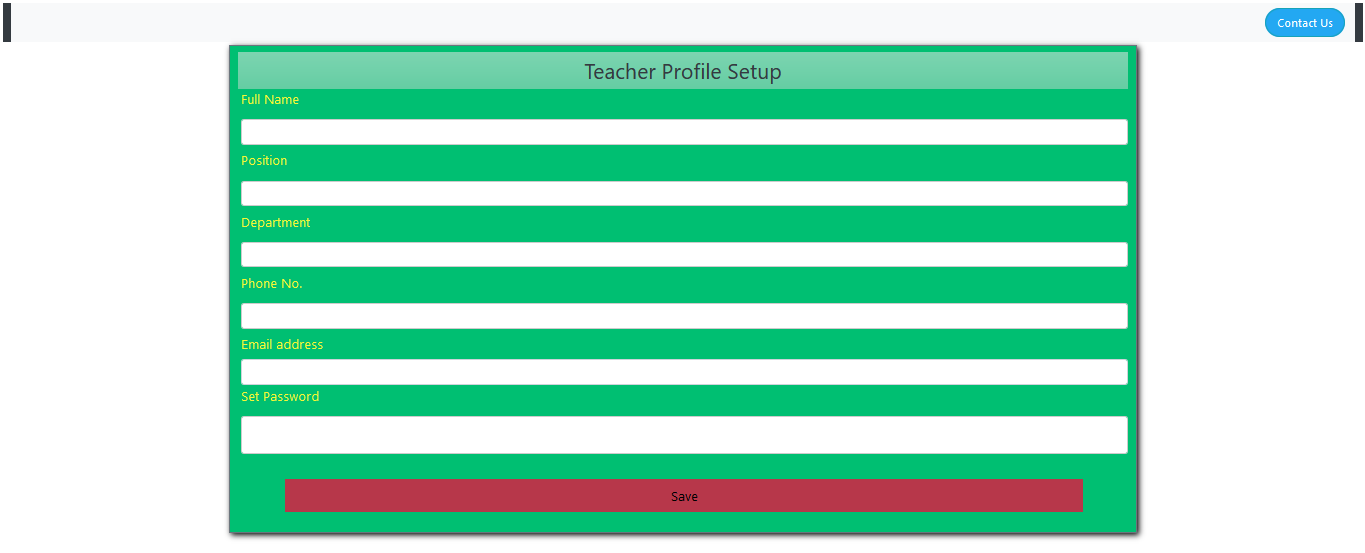 Contact Us
Teacher Profile Setup
Full Name
Position
Department
Phone No.
Email address
Set Password
Save